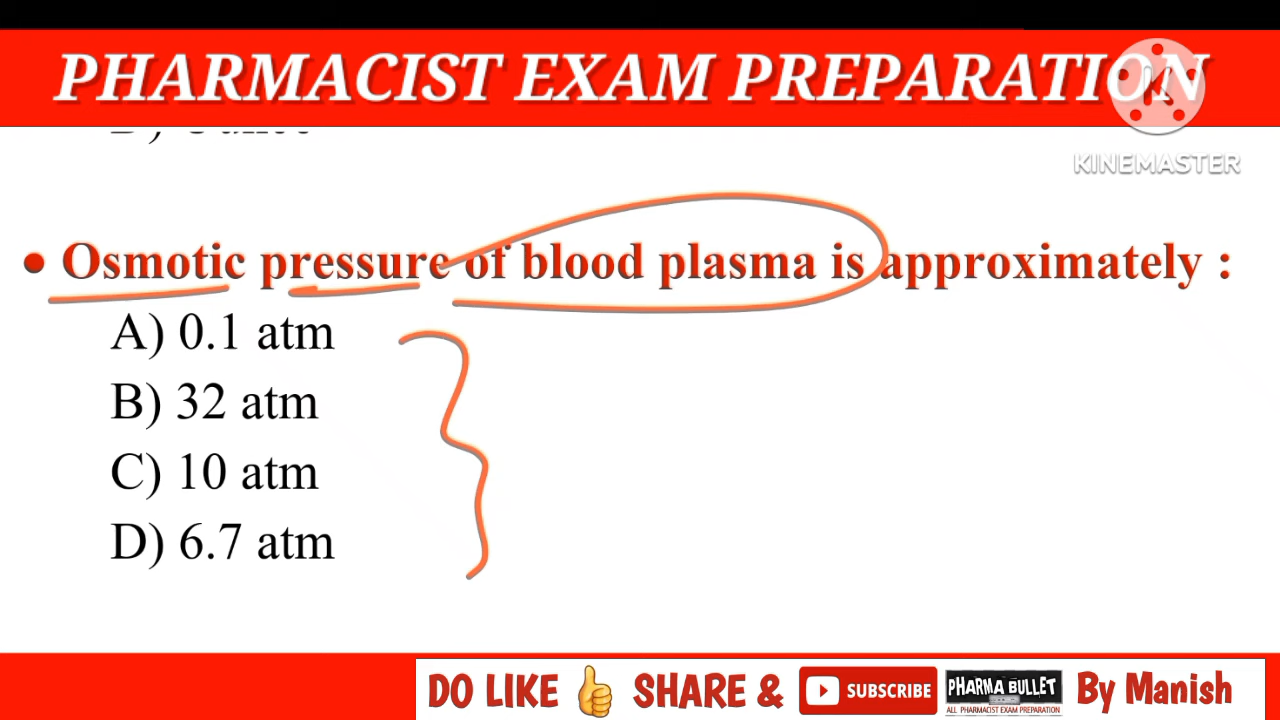 PHARMACIST EXAM PREPARATION
KINEMASTER
• Osmotic pressure of blood plasma is approximately :
A) 0.1 atm
B) 32 atm
C) 10 atm
D) 6.7 atm
DO LIKE SHARE & SUBSCRIBE PHARMA BULLET By Manish
ALL PHARMACIST EXAM PREPARATION